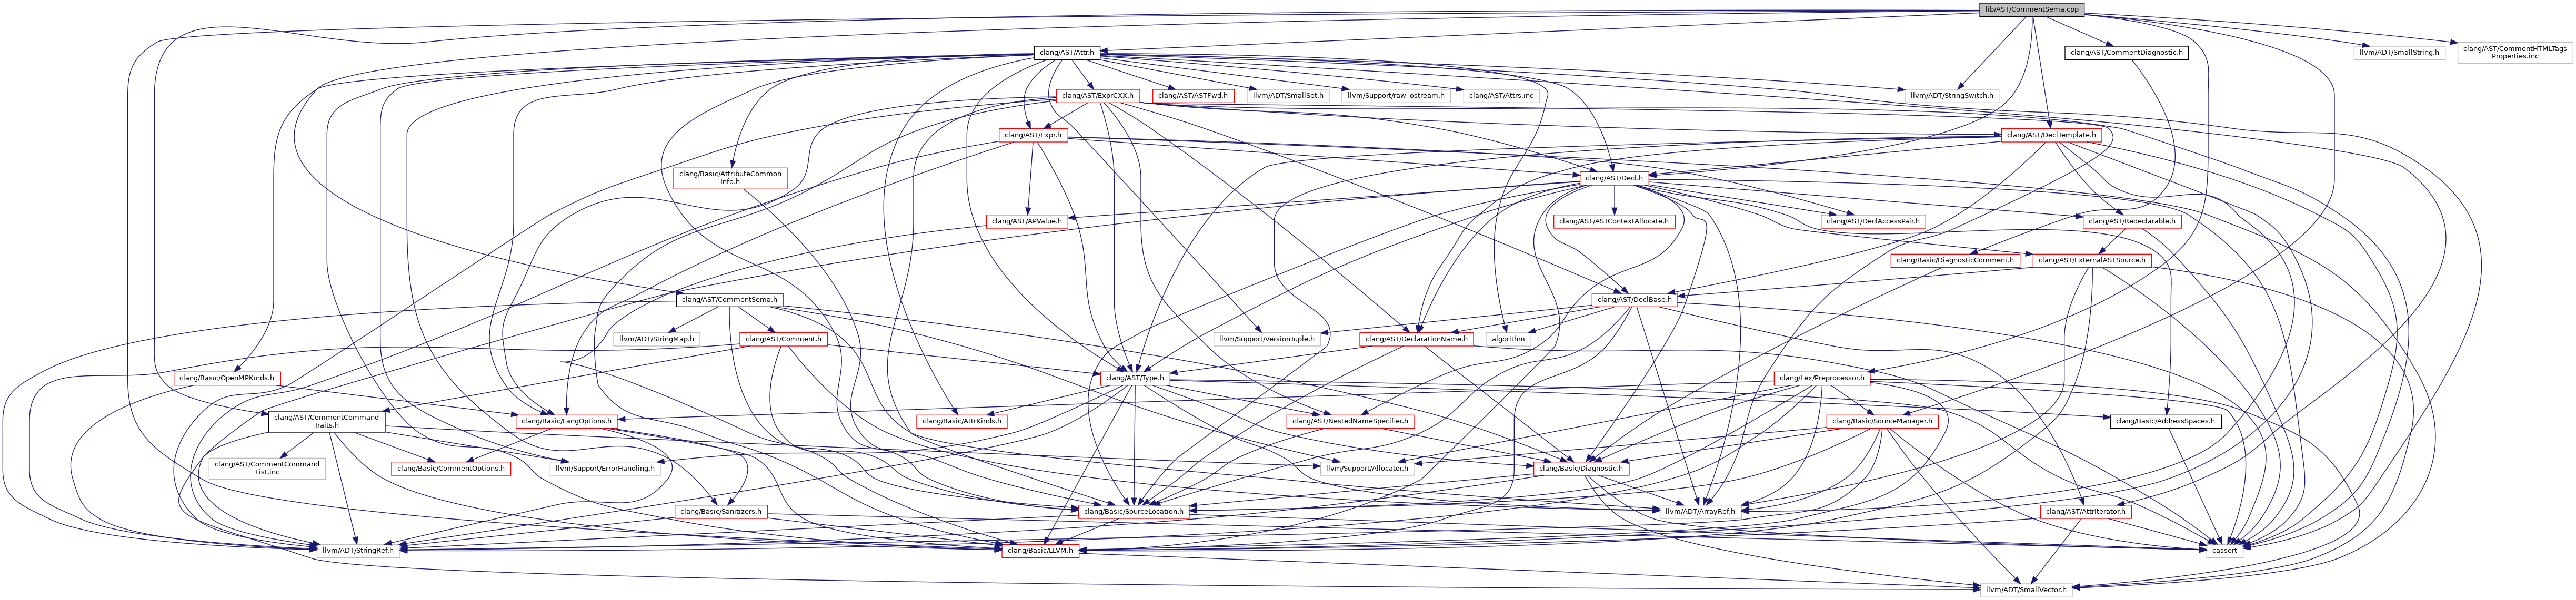 lib/AST/CommentSema.cpp
clang/AST/Attr.h
clang/AST/CommentDiagnostic.h
llvm/ADT/SmallString.h
clang/AST/CommentHTMLTags
Properties.inc
clang/AST/ExprCXX.h
clang/AST/ASTFwd.h
llvm/ADT/SmallSet.h
llvm/Support/raw_ostream.h
clang/AST/Attrs.inc
llvm/ADT/StringSwitch.h
clang/AST/Expr.h
clang/AST/DeclTemplate.h
clang/Basic/AttributeCommon
Info.h
clang/AST/Decl.h
clang/AST/APValue.h
clang/AST/ASTContextAllocate.h
clang/AST/DeclAccessPair.h
clang/AST/Redeclarable.h
clang/Basic/DiagnosticComment.h
clang/AST/ExternalASTSource.h
clang/AST/CommentSema.h
clang/AST/DeclBase.h
llvm/ADT/StringMap.h
clang/AST/Comment.h
llvm/Support/VersionTuple.h
clang/AST/DeclarationName.h
algorithm
clang/Basic/OpenMPKinds.h
clang/AST/Type.h
clang/Lex/Preprocessor.h
clang/AST/CommentCommand
Traits.h
clang/Basic/LangOptions.h
clang/Basic/AttrKinds.h
clang/AST/NestedNameSpecifier.h
clang/Basic/SourceManager.h
clang/Basic/AddressSpaces.h
clang/AST/CommentCommand
List.inc
clang/Basic/CommentOptions.h
llvm/Support/ErrorHandling.h
llvm/Support/Allocator.h
clang/Basic/Diagnostic.h
clang/Basic/Sanitizers.h
clang/Basic/SourceLocation.h
llvm/ADT/ArrayRef.h
clang/AST/AttrIterator.h
llvm/ADT/StringRef.h
clang/Basic/LLVM.h
cassert
llvm/ADT/SmallVector.h